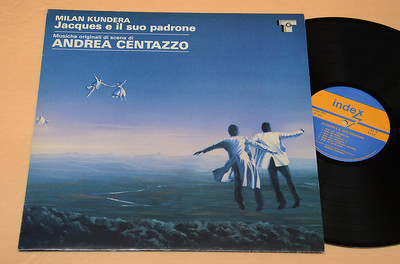 MILAN KUNDERA
Jacques e il suo padrone
Musiche originali di scena di
ANDREA CENTAZZO
index